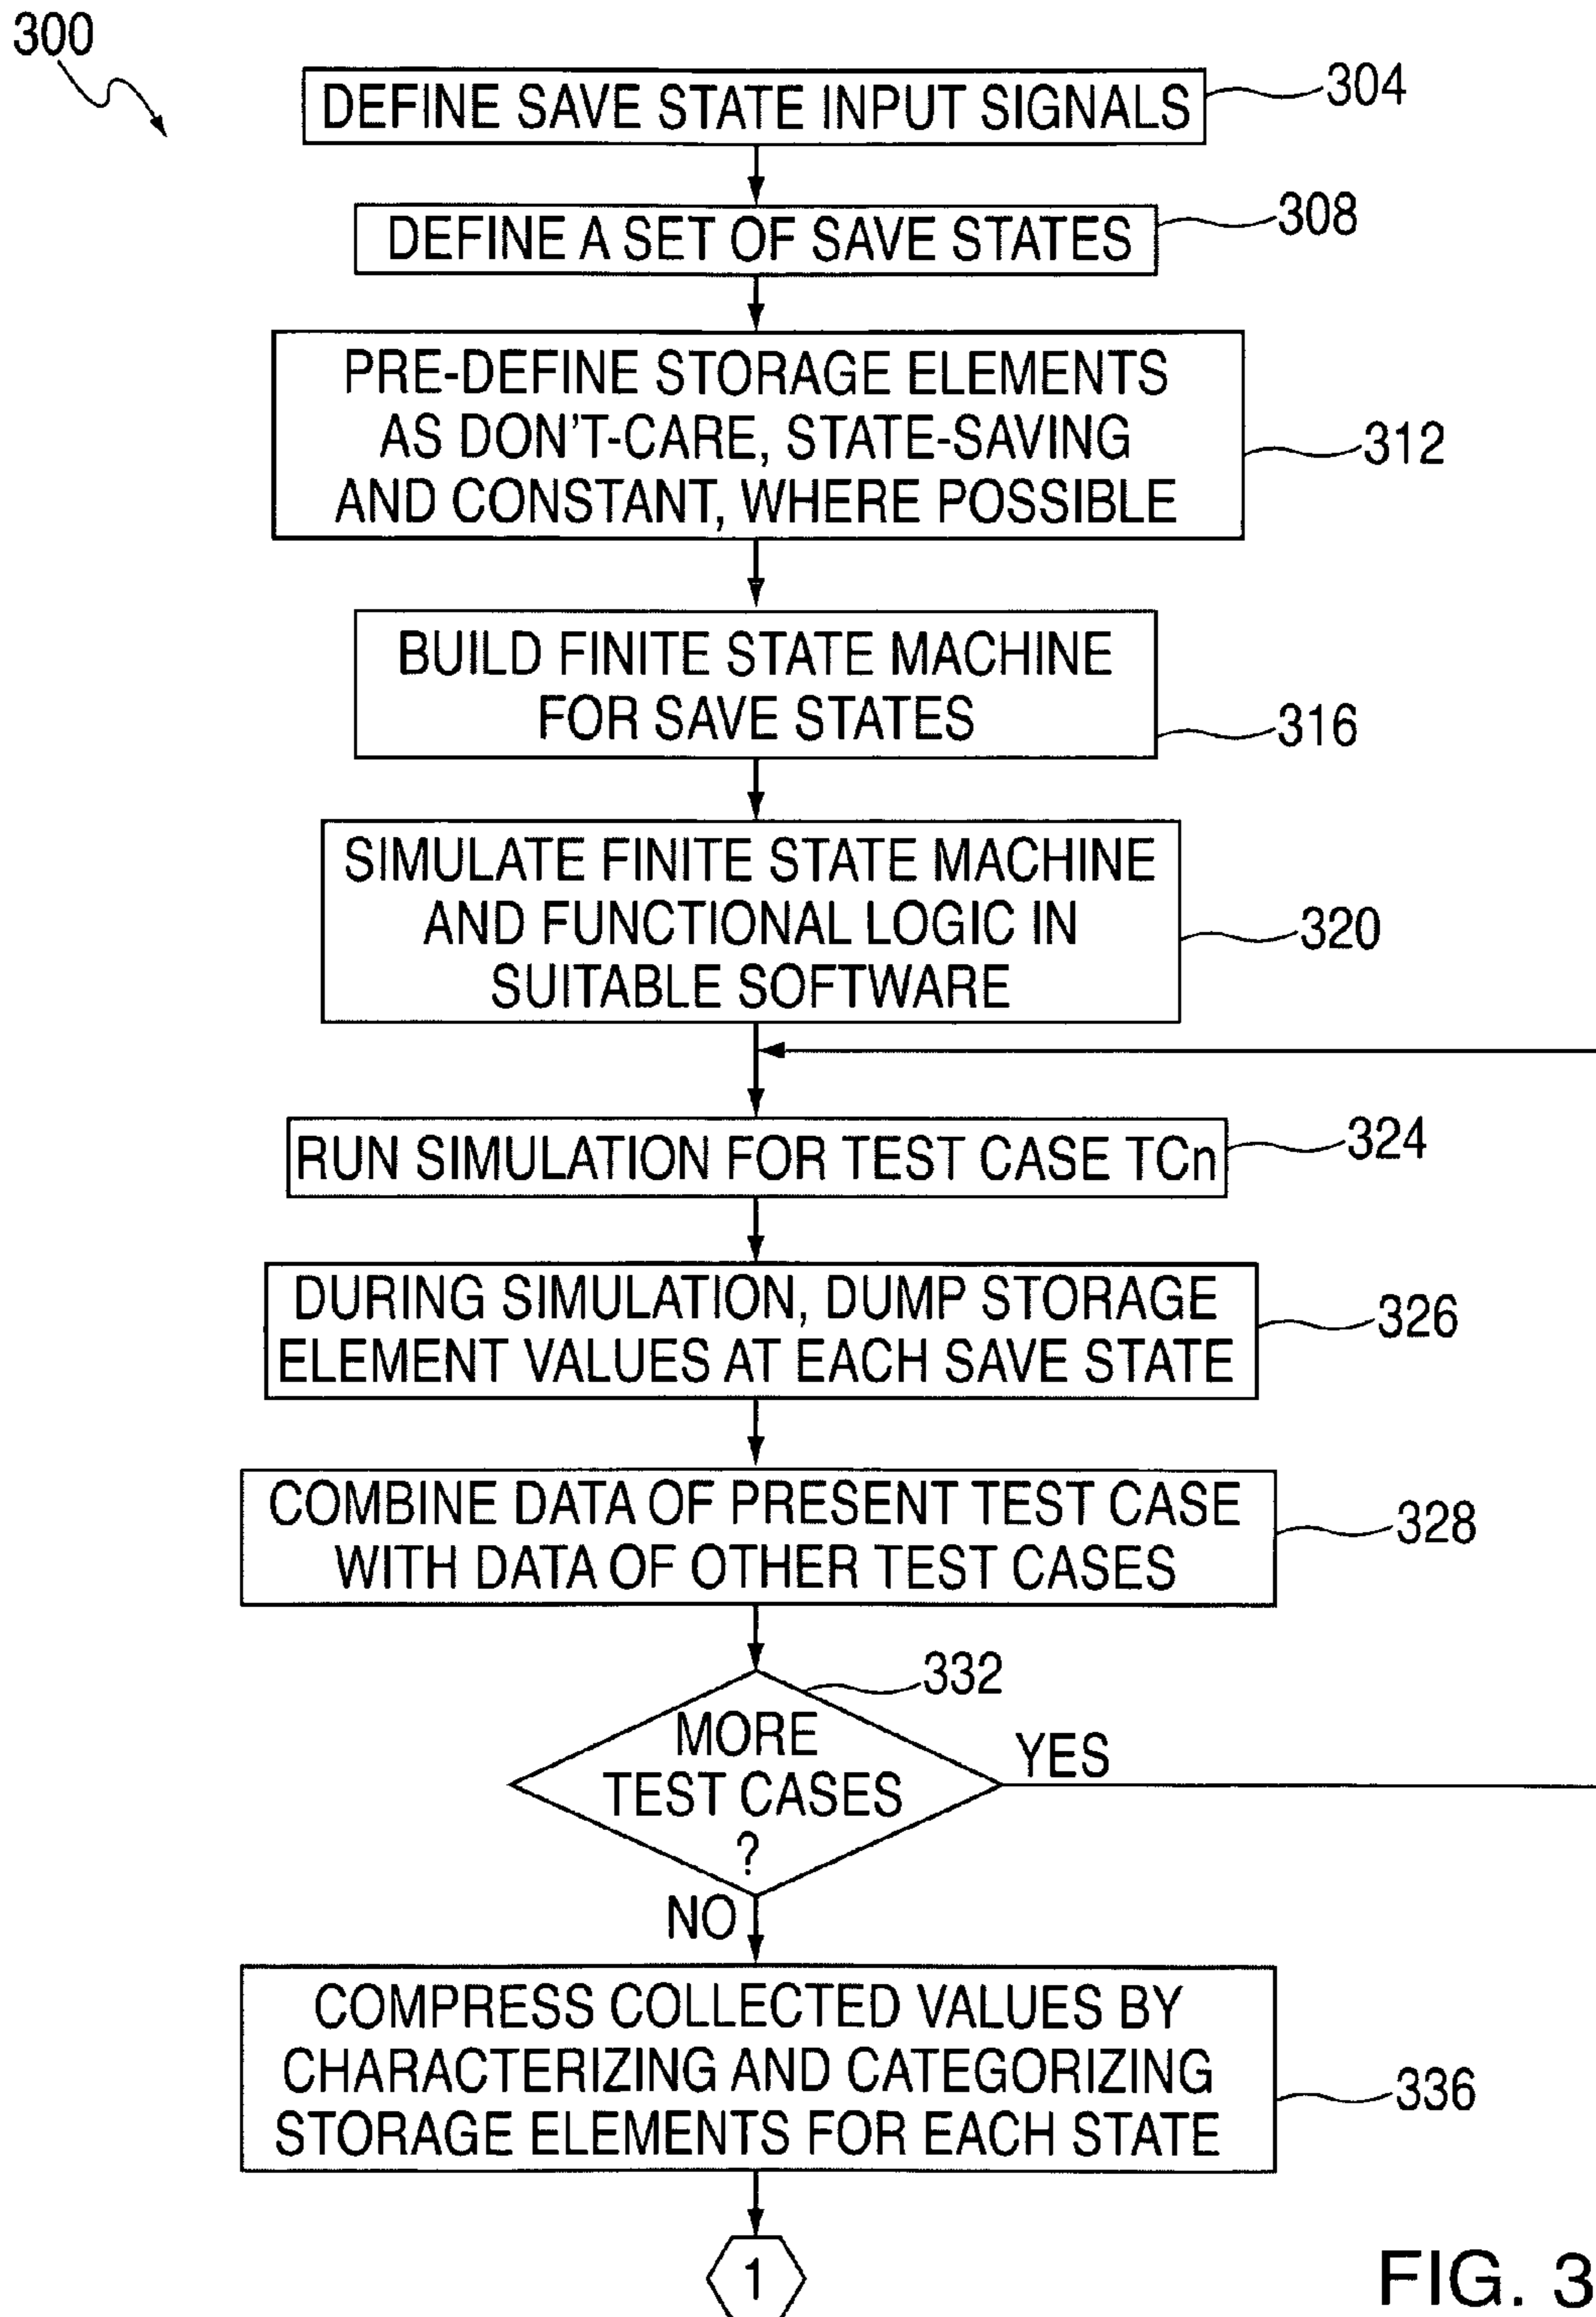 300
DEFINE SAVE STATE INPUT SIGNALS
304
DEFINE A SET OF SAVE STATES
308
PRE-DEFINE STORAGE ELEMENTS
AS DON'T-CARE, STATE-SAVING
AND CONSTANT, WHERE POSSIBLE
312
BUILD FINITE STATE MACHINE
FOR SAVE STATES
316
SIMULATE FINITE STATE MACHINE
AND FUNCTIONAL LOGIC IN
SUITABLE SOFTWARE
320
RUN SIMULATION FOR TEST CASE TCn
324
DURING SIMULATION, DUMP STORAGE
ELEMENT VALUES AT EACH SAVE STATE
326
COMBINE DATA OF PRESENT TEST CASE
WITH DATA OF OTHER TEST CASES
328
332
MORE
TEST CASES
?
YES
NO
COMPRESS COLLECTED VALUES BY
CHARACTERIZING AND CATEGORIZING
STORAGE ELEMENTS FOR EACH STATE
336
1
FIG. 3